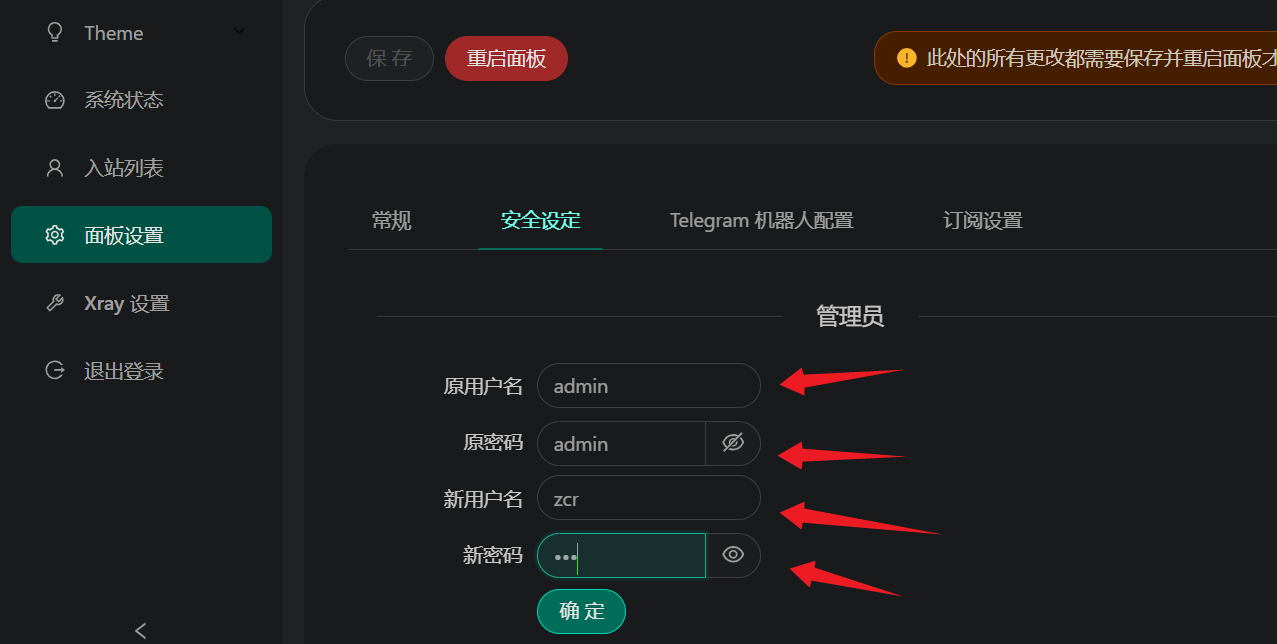 Theme
系统状态
入站列表
面板设置
Xray 设置
退出登录
保存
重启面板
此处的所有更改都需要保存并重启面板才
常规
安全设定
Telegram 机器人配置
订阅设置
管理员
原用户名 admin
原密码 admin
新用户名 zcr
新密码 •••
确定